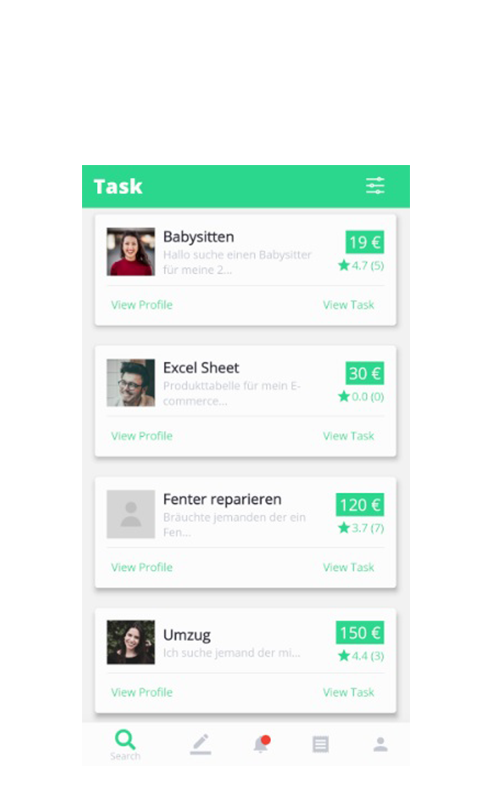 Task
Babysitten
19 €
Hallo suche einen Babysitter
für meine 2...
4.7 (5)
View Profile
View Task
Excel Sheet
30 €
Produkttabelle für mein E-
commerce...
0.0 (0)
View Profile
View Task
Fenter reparieren
120 €
Bräuchte jemanden der ein
Fen...
3.7 (7)
View Profile
View Task
Umzug
150 €
Ich suche jemand der mi...
4.4 (3)
View Profile
View Task
Search